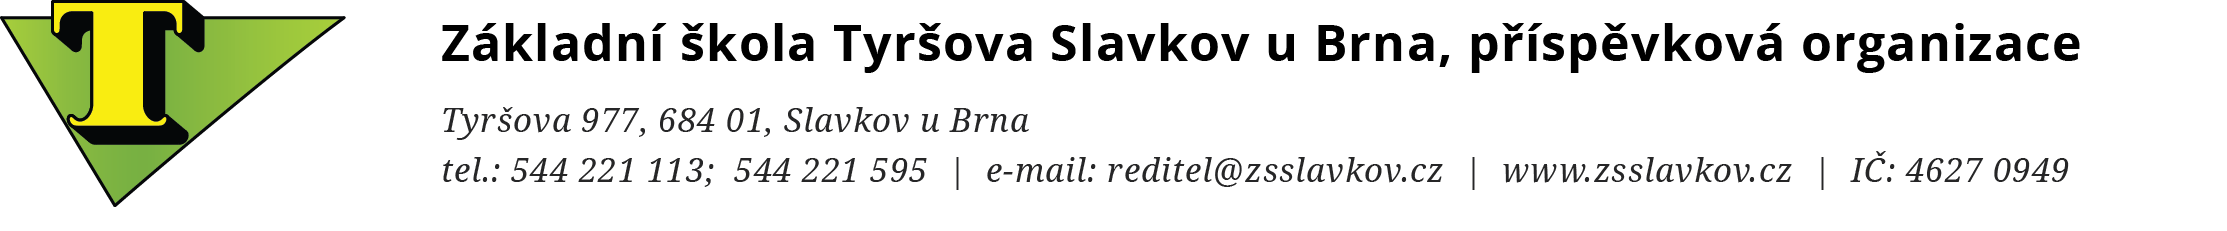 T
Základní škola Tyršova Slavkov u Brna, příspěvková organizace
Tyršova 977, 684 01, Slavkov u Brna
tel.: 544 221 113; 544 221 595 | e-mail: reditel@zsslavkov.cz | www.zsslavkov.cz | IČ: 4627 0949